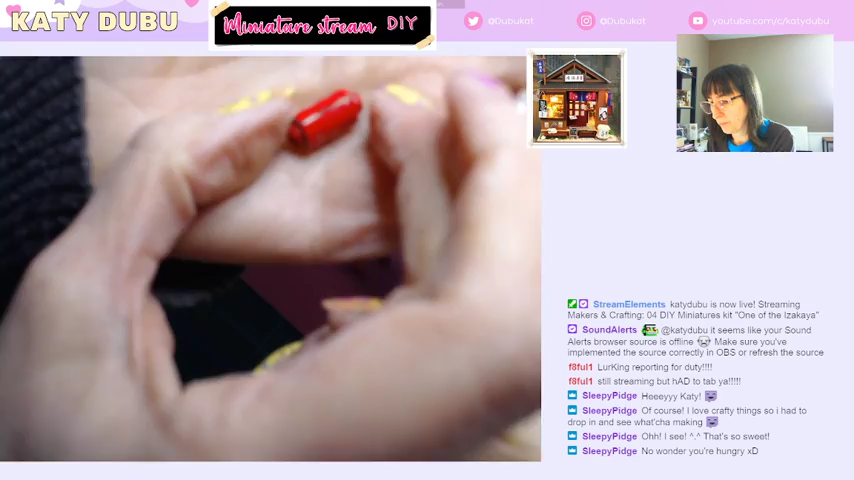 KATY DUBU
Miniature stream DIY
@Dubukat
@Dubukat
youtube.com/c/katydubu
StreamElements katydubu is now live! Streaming
Makers & Crafting: 04 DIY Miniatures kit "One of the Izakaya"
SoundAlerts @katydubu it seems like your Sound
Alerts browser source is offline Make sure you've
implemented the source correctly in OBS or refresh the source
f8ful1 LurKing reporting for duty!!!!
f8ful1 still streaming but hAD to tab ya!!!!!
SleepyPidge Heeeyyy Katy!
SleepyPidge Of course! I love crafty things so i had to
drop in and see what'cha making
SleepyPidge Ohh! I see! ^.^ That's so sweet!
SleepyPidge No wonder you're hungry xD